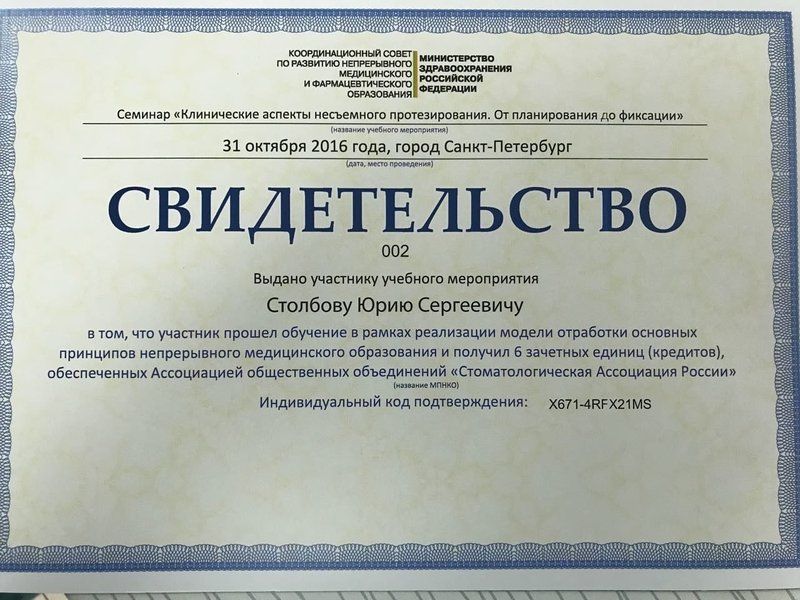 КООРДИНАЦИОННЫЙ СОВЕТ
ПО РАЗВИТИЮ НЕПРЕРЫВНОГО
МЕДИЦИНСКОГО
И ФАРМАЦЕВТИЧЕСКОГО
ОБРАЗОВАНИЯ
МИНИСТЕРСТВО
ЗДРАВООХРАНЕНИЯ
РОССИЙСКОЙ
ФЕДЕРАЦИИ
Семинар «Клинические аспекты несъемного протезирования. От планирования до фиксации»
(название учебного мероприятия)
31 октября 2016 года, город Санкт-Петербург
(дата, место проведения)
СВИДЕТЕЛЬСТВО
002
Выдано участнику учебного мероприятия
Столбову Юрию Сергеевичу
в том, что участник прошел обучение в рамках реализации модели отработки основных
принципов непрерывного медицинского образования и получил 6 зачетных единиц (кредитов),
обеспеченных Ассоциацией общественных объединений «Стоматологическая Ассоциация России»
(название МПНКО)
Индивидуальный код подтверждения: X671-4RFX21MS